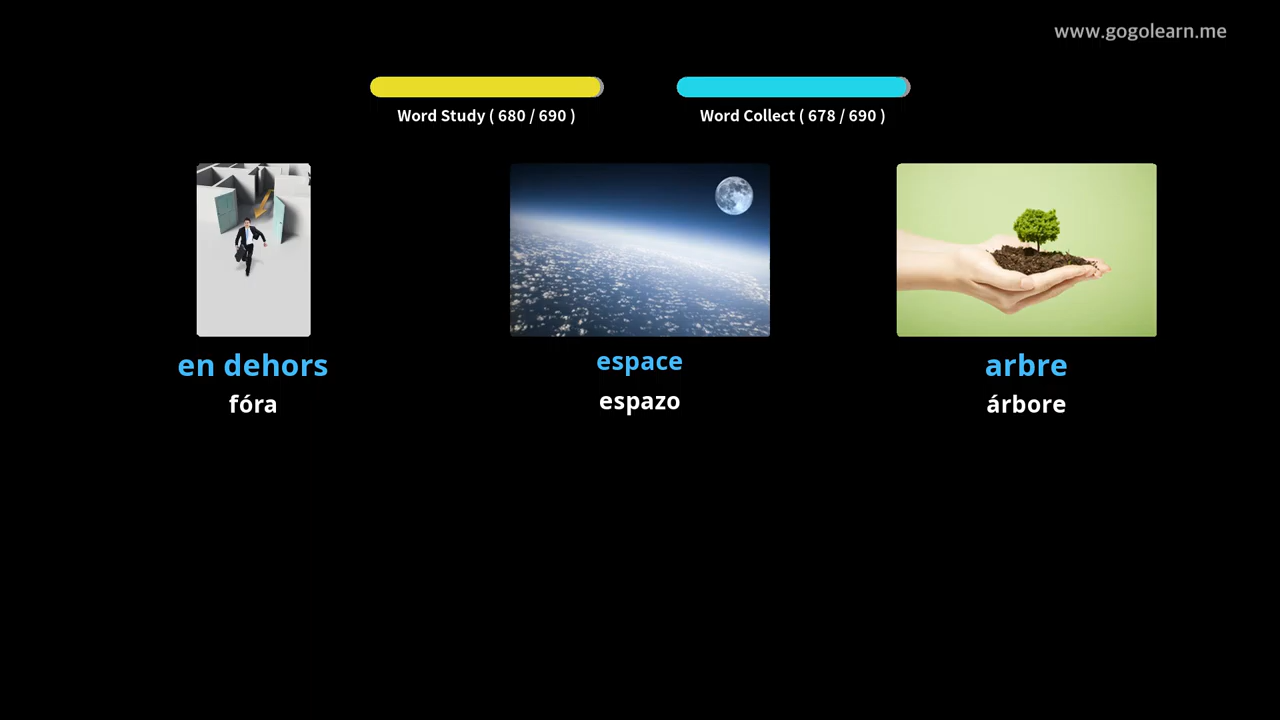 www.gogolearn.me
Word Study ( 680 / 690 )
Word Collect ( 678 / 690 )
en dehors
fóra
espace
espazo
arbre
árbore